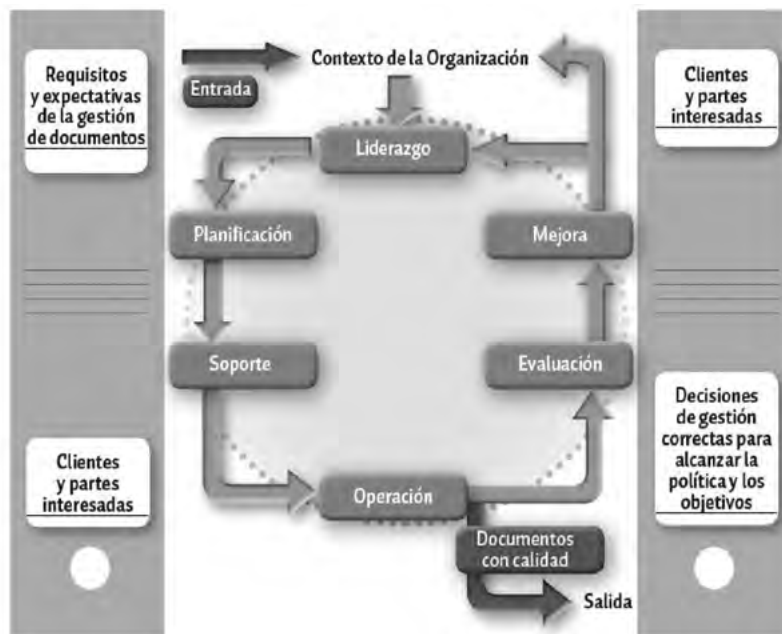 Requisitos
y expectativas
de la gestión
de documentos
Clientes
y partes
interesadas
Entrada
Contexto de la Organización
Liderazgo
Planificación
Soporte
Operación
Evaluación
Mejora
Documentos
con calidad
Salida
Clientes
y partes
interesadas
Decisiones
de gestión
correctas para
alcanzar la
política y los
objetivos